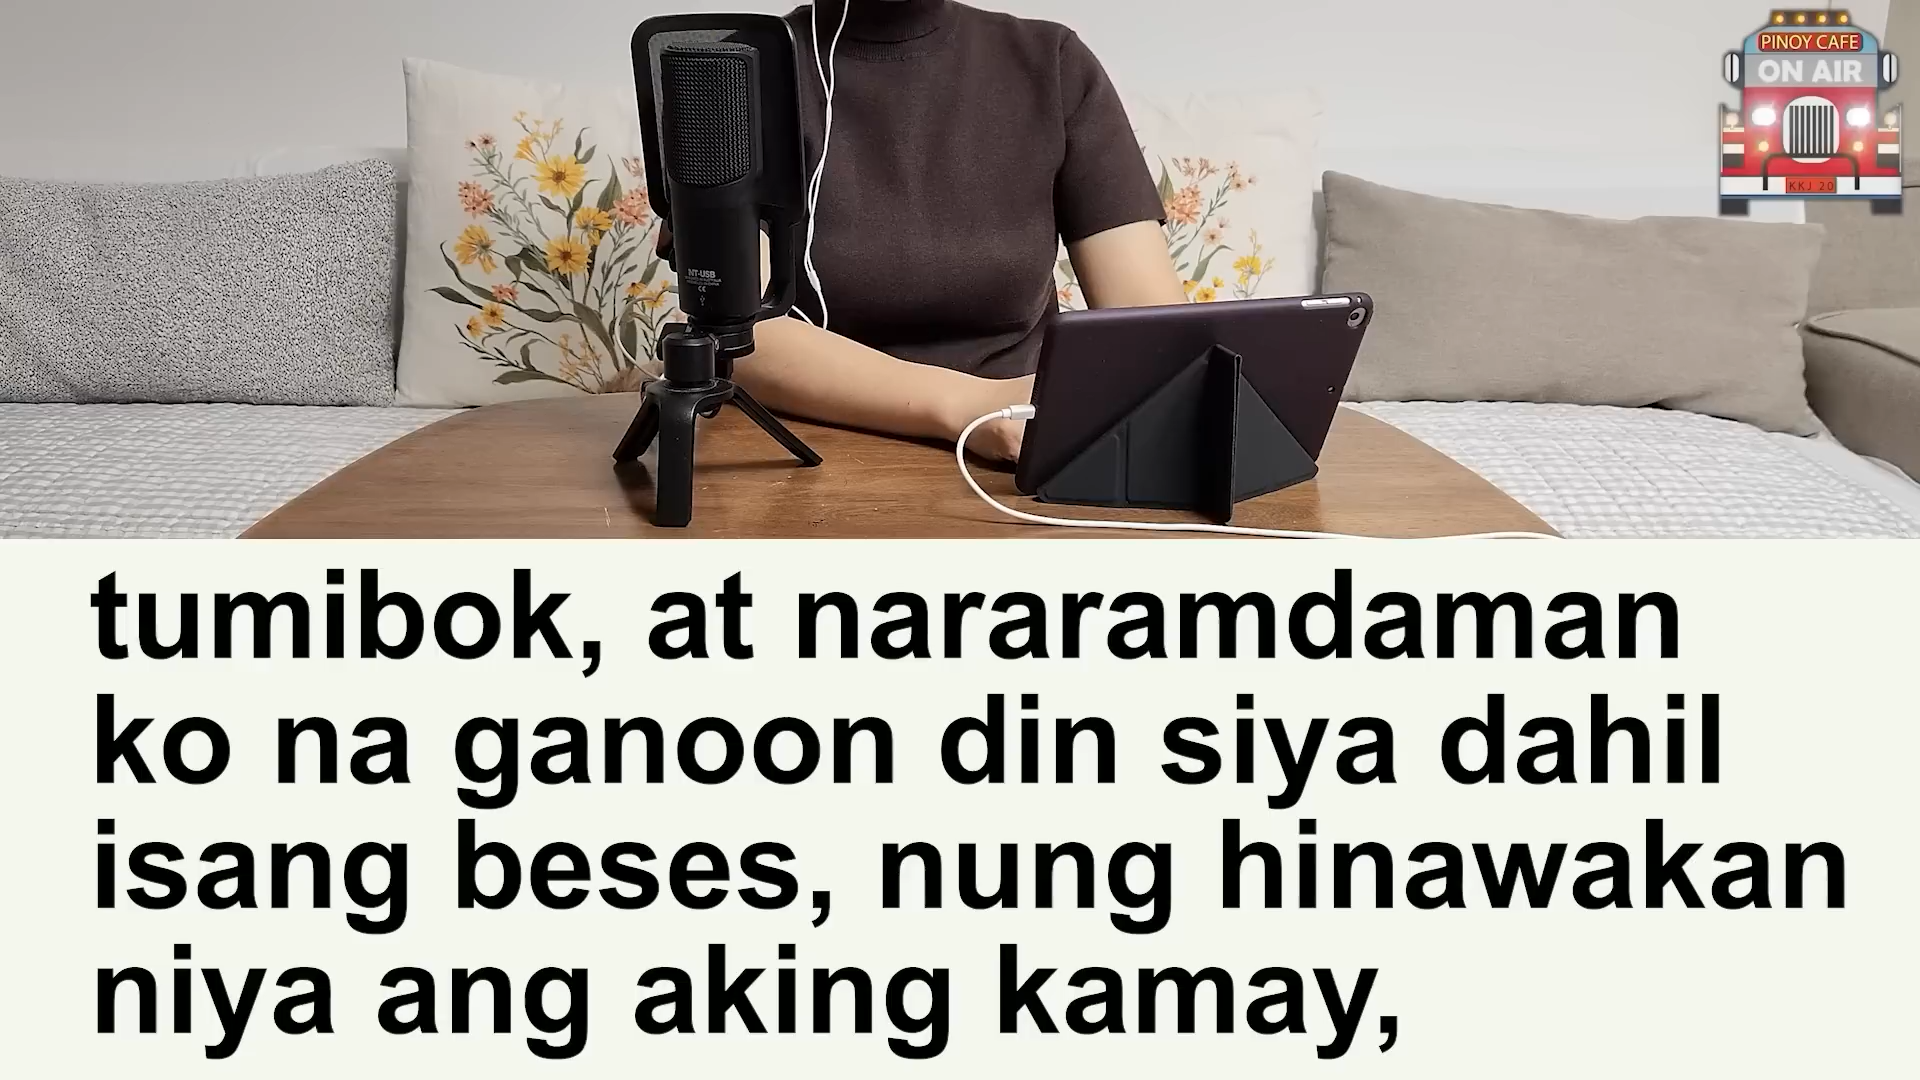 PINOY CAFE
ON AIR
KKJ 20
NT-USB
tumibok, at nararamdaman
ko na ganoon din siya dahil
isang beses, nung hinawakan
niya ang aking kamay,